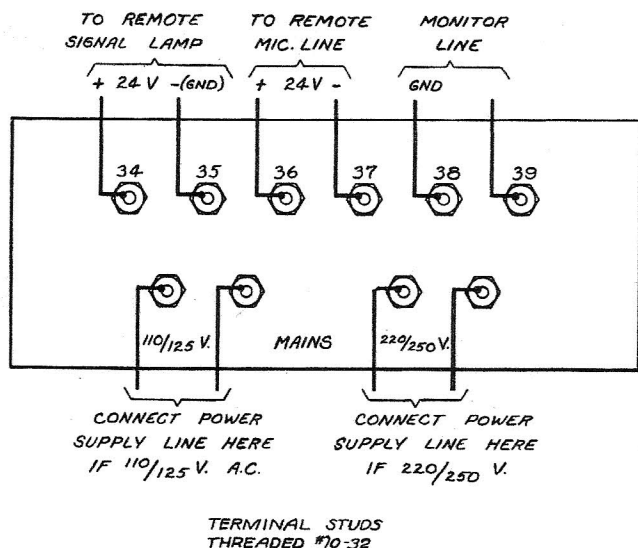 TO REMOTE SIGNAL LAMP
TO REMOTE MIC. LINE
MONITOR LINE
+ 24V -(GND)
+ 24V -
GND
34 35 36 37 38 39
110/125 V.
MAINS
220/250 V.
CONNECT POWER
SUPPLY LINE HERE
IF 110/125 V. A.C.
CONNECT POWER
SUPPLY LINE HERE
IF 220/250 V.
TERMINAL STUDS
THREADED #10-32